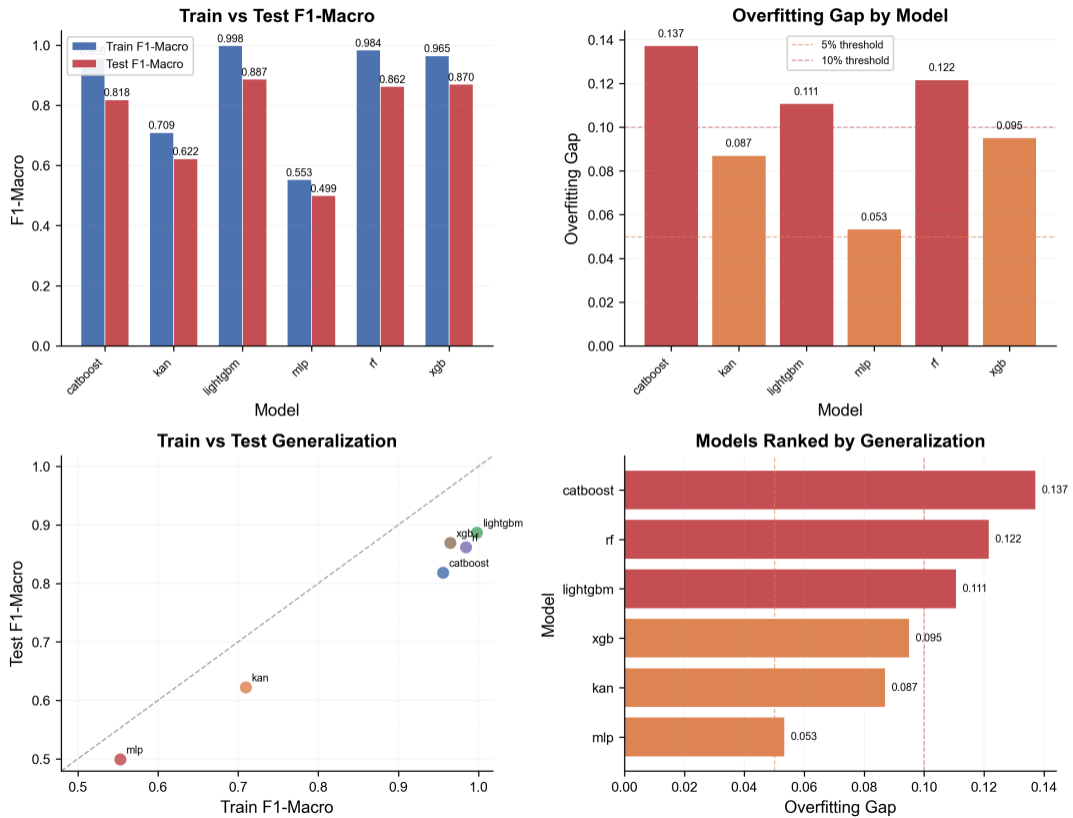 Train vs Test F1-Macro
Train F1-Macro
Test F1-Macro
F1-Macro
1.0
0.8
0.6
0.4
0.2
0.0
0.818
0.709
0.622
0.998
0.887
0.553
0.499
0.984
0.862
0.965
0.870
catboost
kan
lightgbm
mlp
rf
xgb
Model
Overfitting Gap by Model
5% threshold
10% threshold
Overfitting Gap
0.14
0.12
0.10
0.08
0.06
0.04
0.02
0.00
0.137
0.087
0.111
0.053
0.122
0.095
catboost
kan
lightgbm
mlp
rf
xgb
Model
Train vs Test Generalization
Test F1-Macro
1.0
0.9
0.8
0.7
0.6
0.5
lightgbm
xgb
rf
catboost
kan
mlp
0.5 0.6 0.7 0.8 0.9 1.0
Train F1-Macro
Models Ranked by Generalization
Model
catboost 0.137
rf 0.122
lightgbm 0.111
xgb 0.095
kan 0.087
mlp 0.053
0.00 0.02 0.04 0.06 0.08 0.10 0.12 0.14
Overfitting Gap